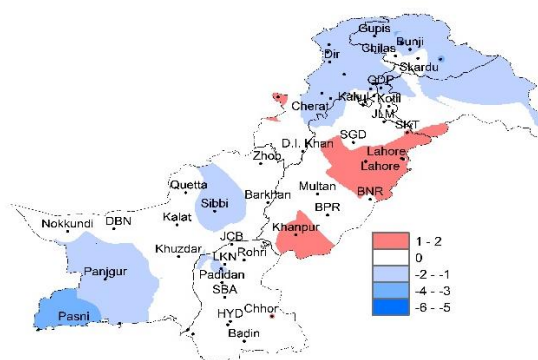 Gupis
Bunji
Chilas
Dir
Skardu
GDP
Kakul
Kotli
Cherat
JLM
SKT
SGD
D.I. Khan
Lahore
Lahore
Zhob
Quetta
Multan
Barkhan
BNR
Sibbi
BPR
DBN
Kalat
Nokkundi
Khanpur
JCB
Khuzdar
Rohri
LKN
Panjgur
Padidan
SBA
Pasni
Chhor
HYD
Badin
1 - 2
0
-2 - -1
-4 - -3
-6 - -5